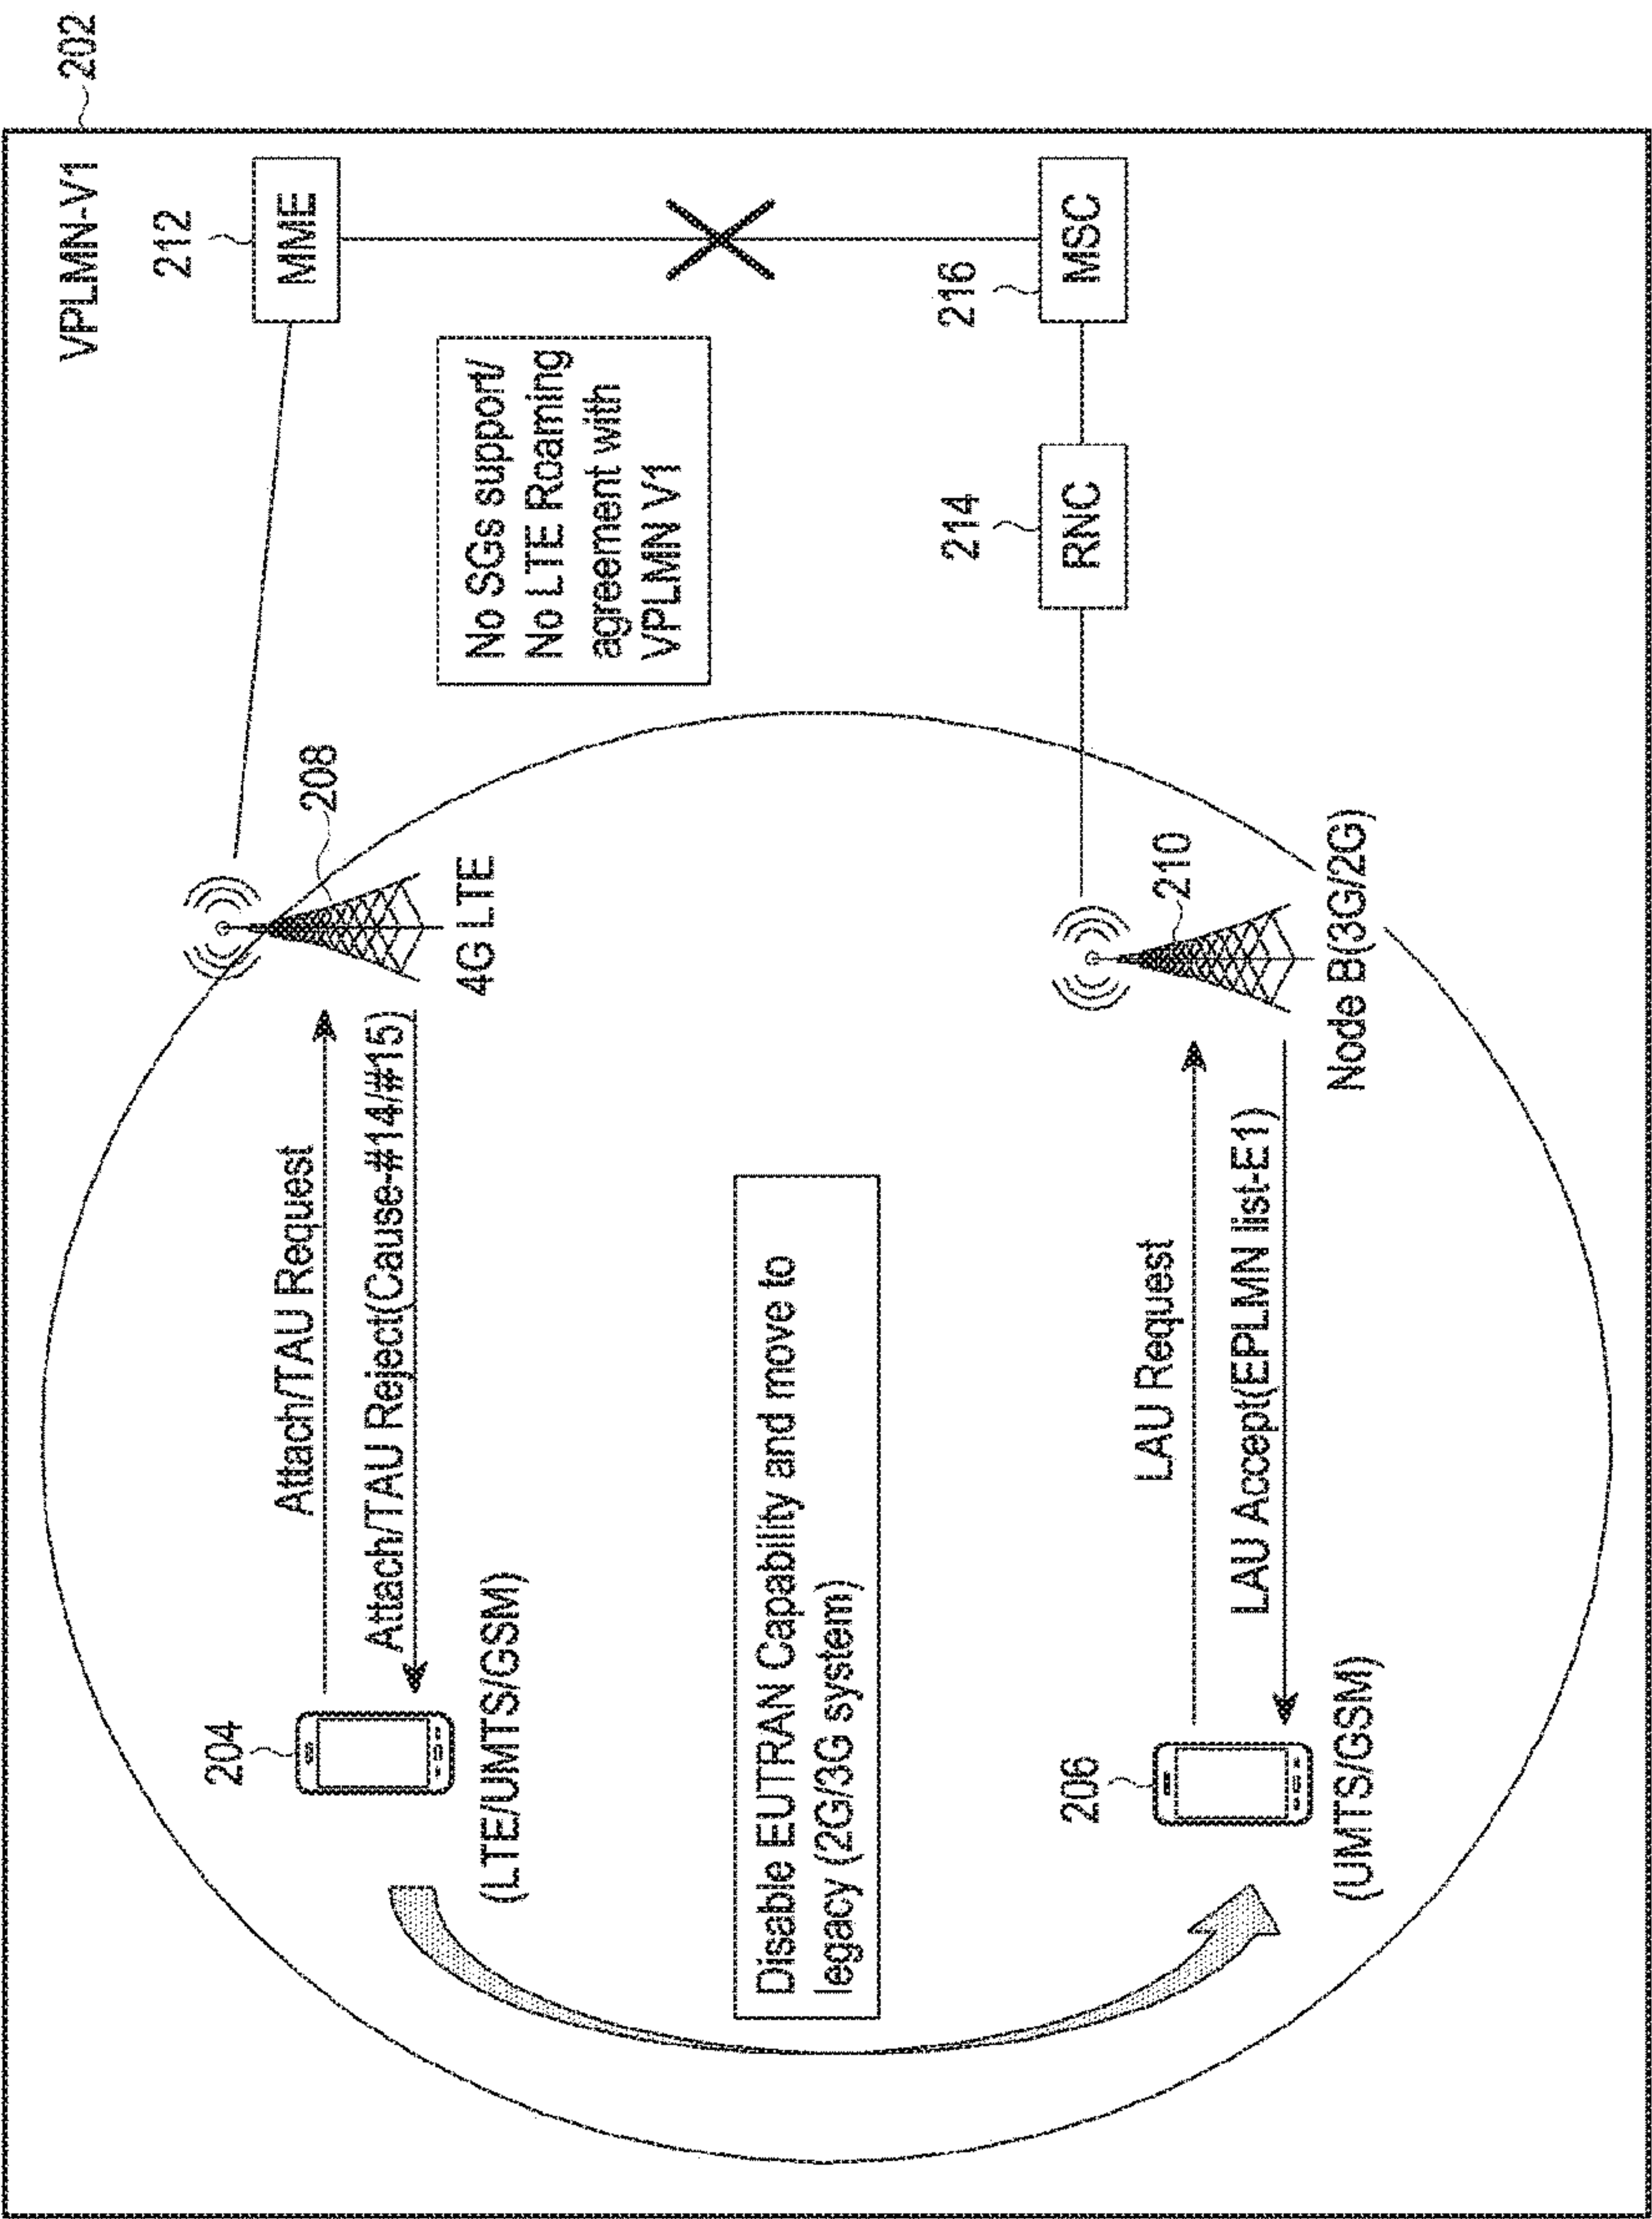 202
VPLMN-V1
212
MME
208
4G LTE
Attach/TAU Request
Attach/TAU Reject(Cause-#14/#15)
204
(LTE/UMTS/GSM)
No SGs support/
No LTE Roaming
agreement with
VPLMN V1
Disable EUTRAN Capability and move to
legacy (2G/3G system)
216
MSC
214
RNC
210
Node B(3G/2G)
LAU Request
LAU Accept(EPLMN list-E1)
206
(UMTS/GSM)